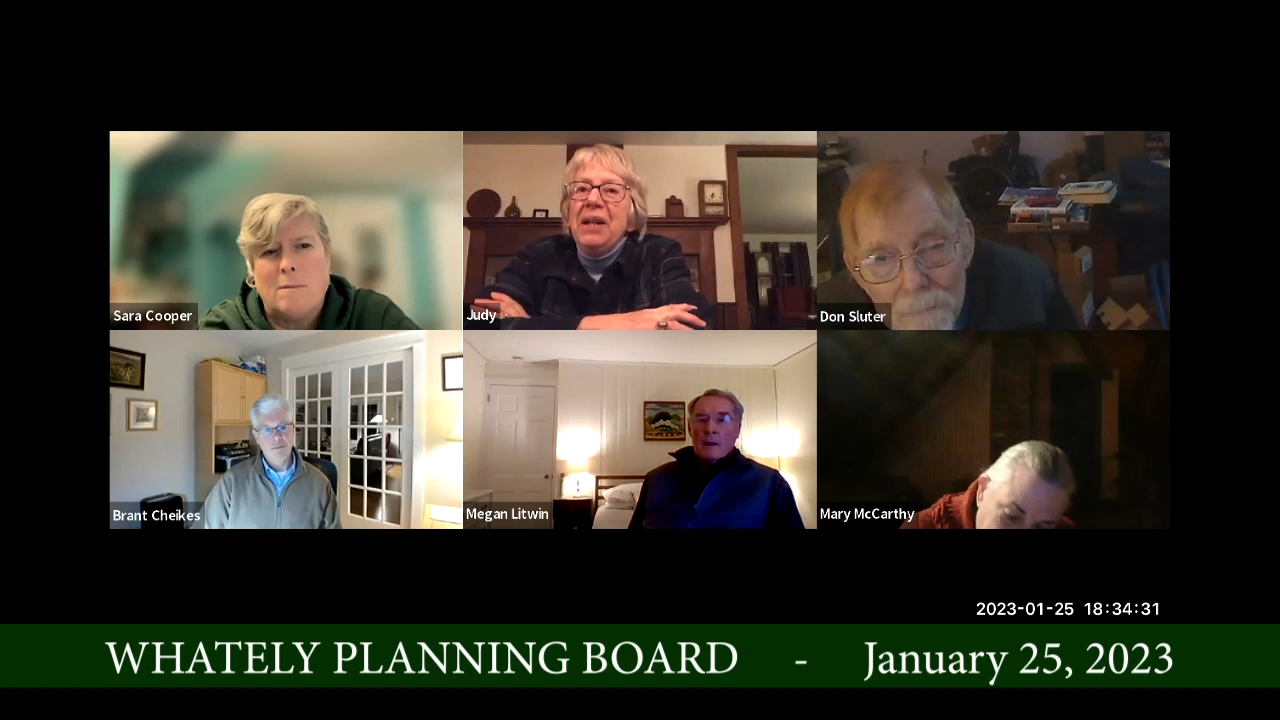 Sara Cooper
Judy
Don Sluter
Brant Cheikes
Megan Litwin
Mary McCarthy
2023-01-25 18:34:31
WHATELY PLANNING BOARD - January 25, 2023